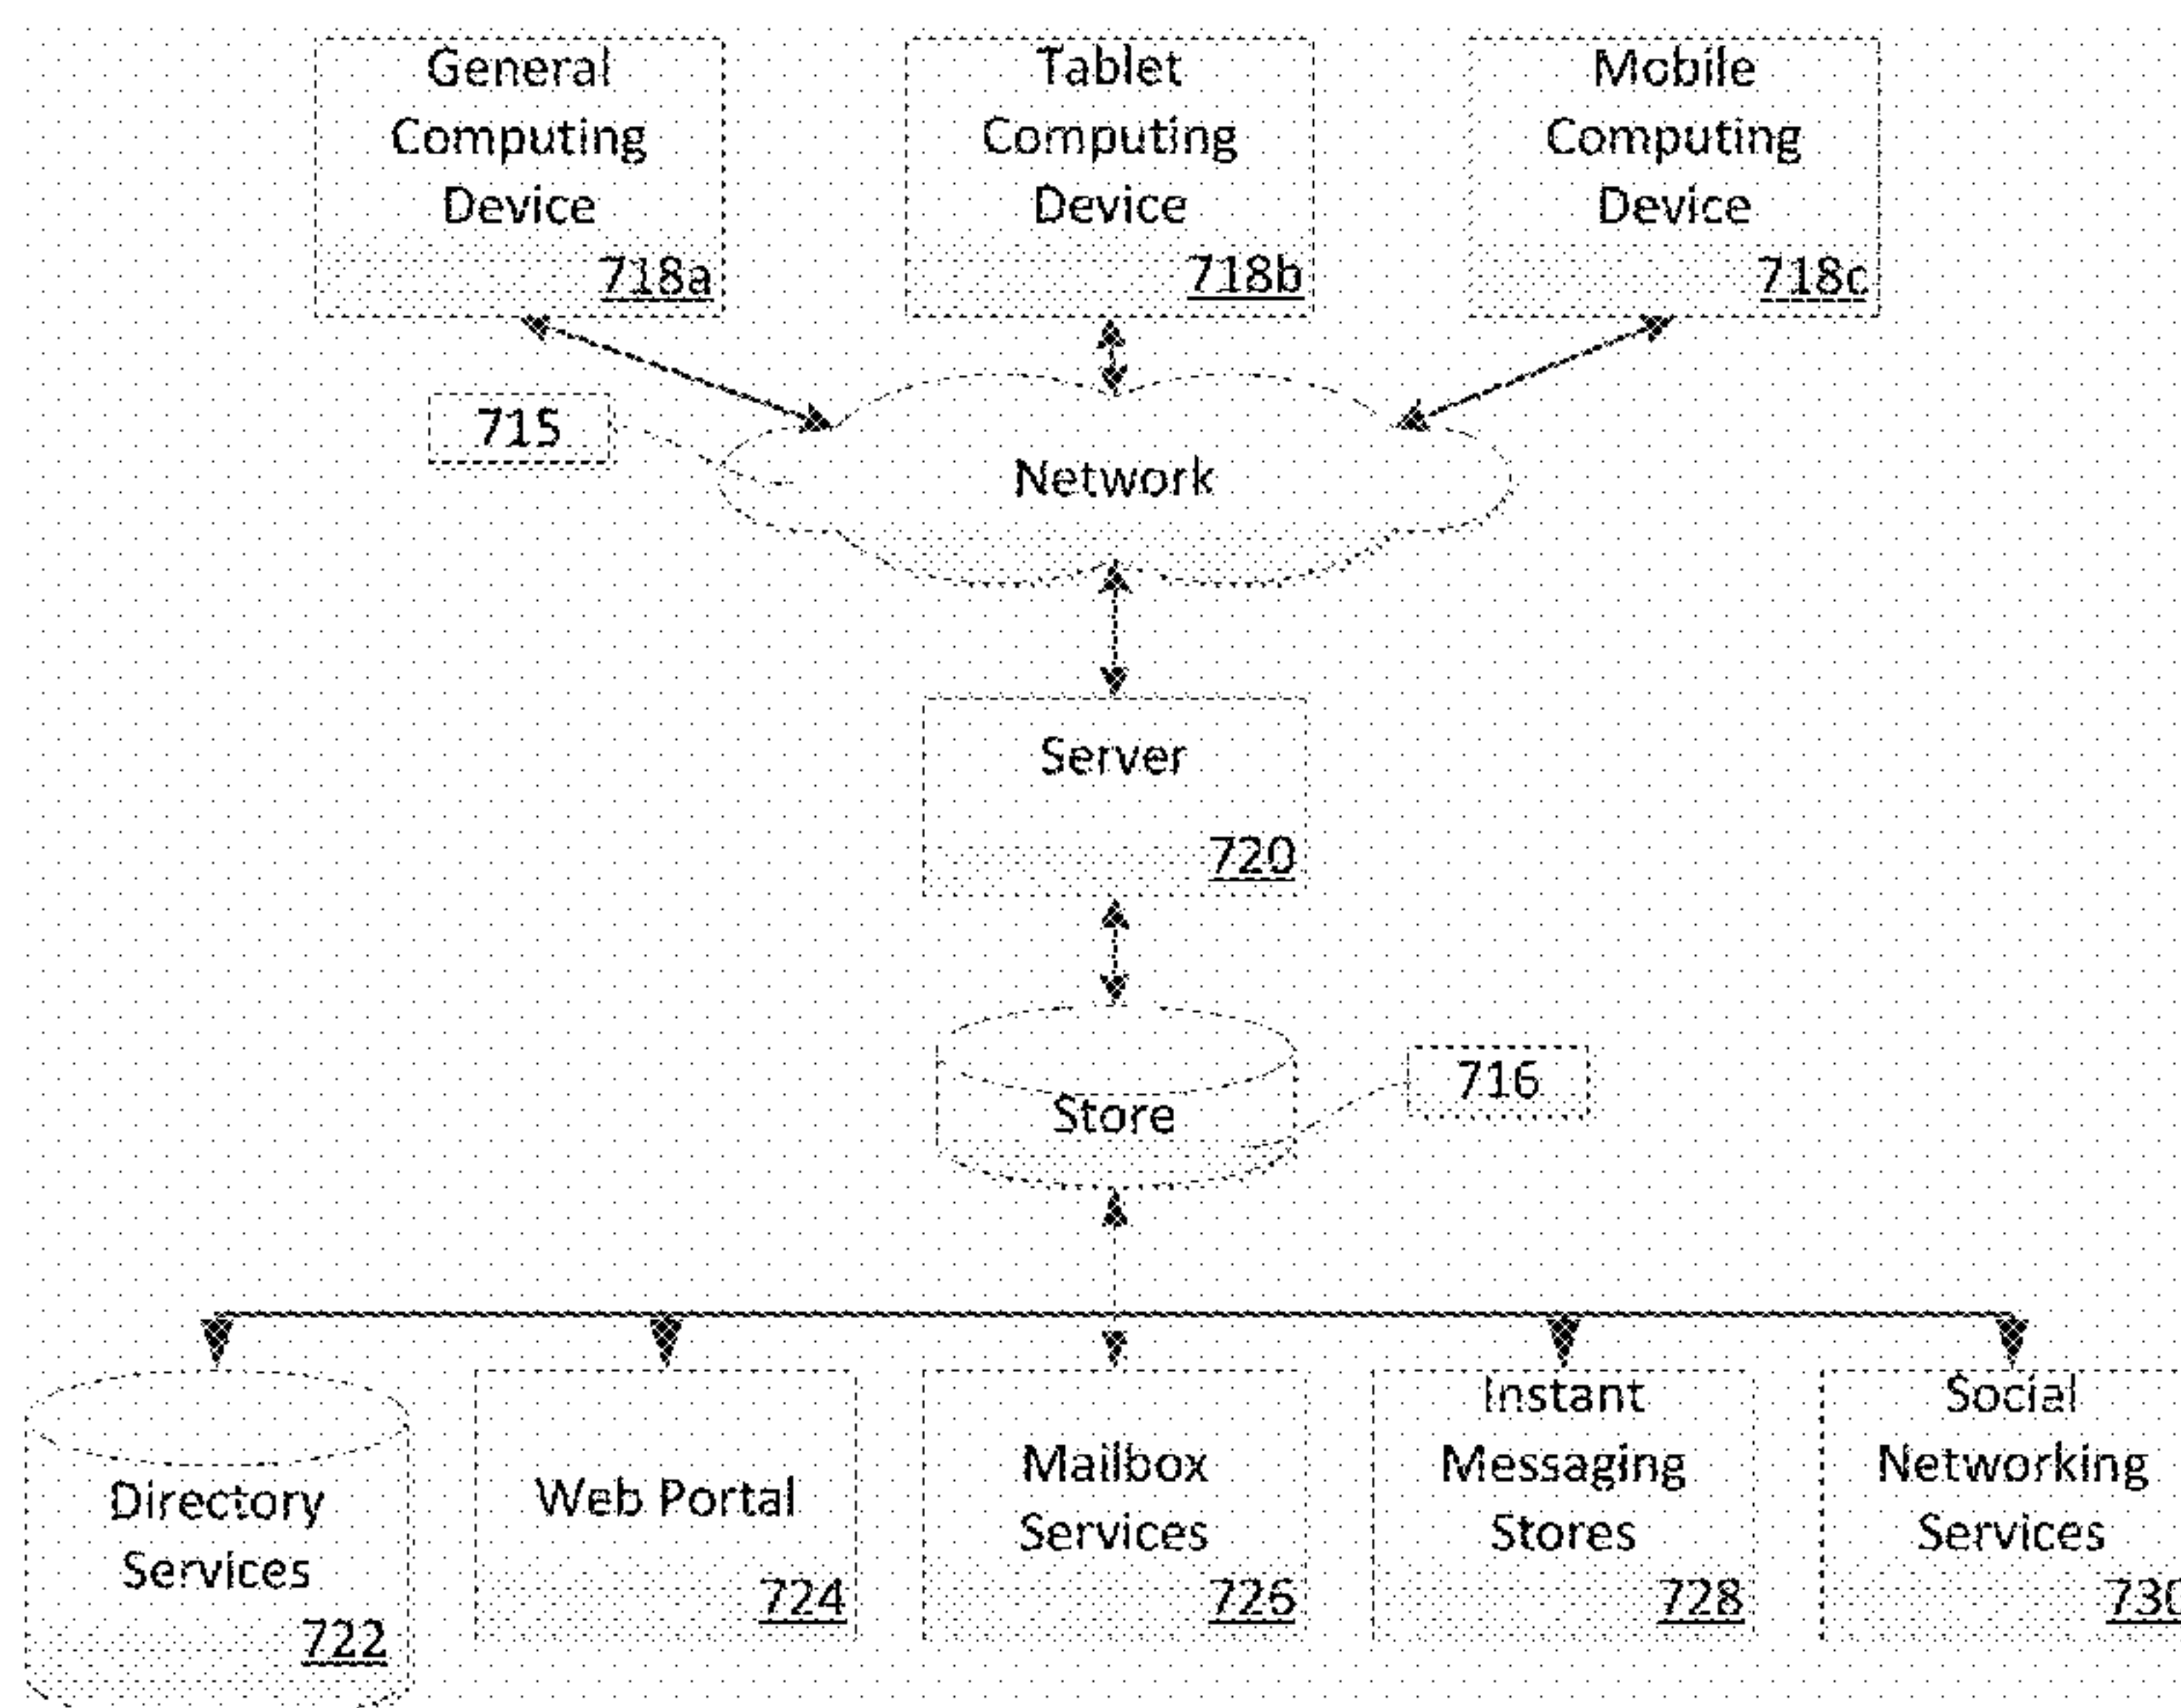 General
Computing
Device
718a
Tablet
Computing
Device
718b
Mobile
Computing
Device
718c
715
Network
Server
720
Store
716
Directory
Services
722
Web Portal
724
Mailbox
Services
726
Instant
Messaging
Stores
728
Social
Networking
Services
730